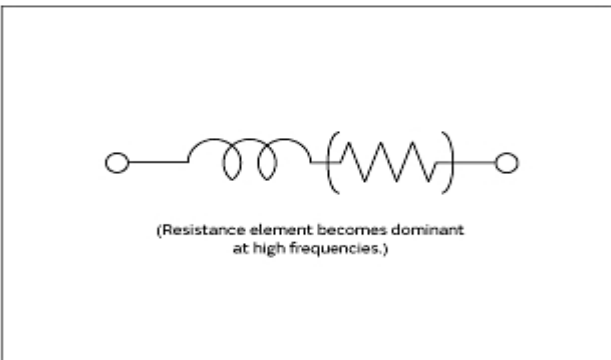 (Resistance element becomes dominant
at high frequencies.)